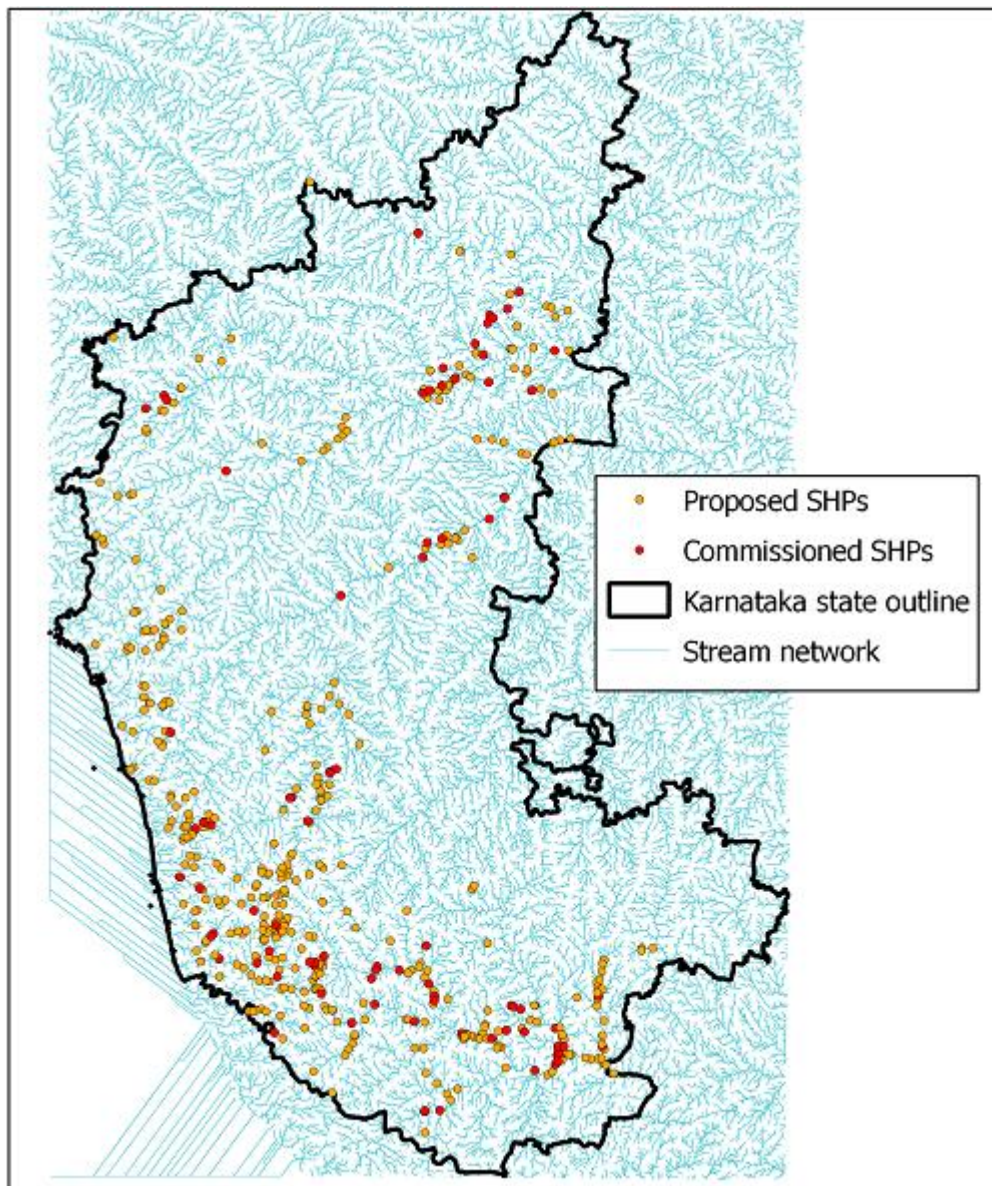 Proposed SHPs
Commissioned SHPs
Karnataka state outline
Stream network